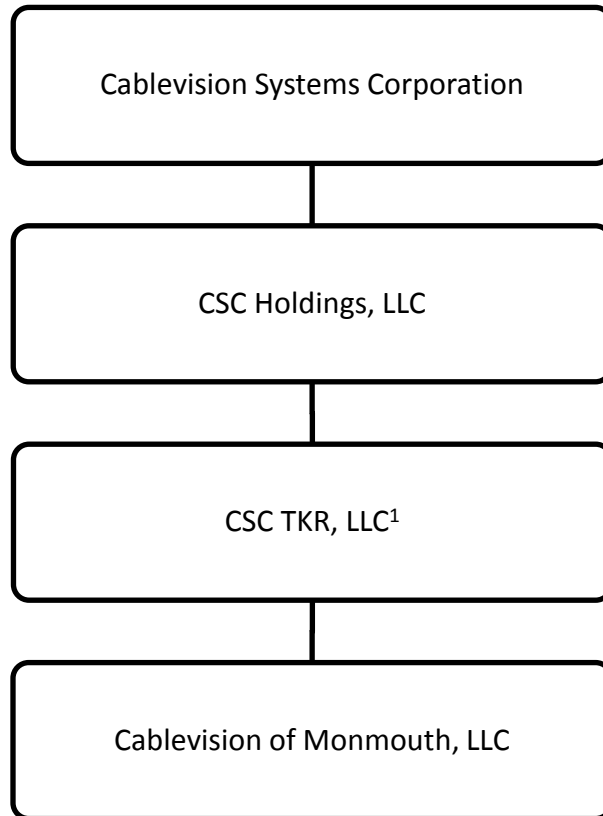 Cablevision Systems Corporation
CSC Holdings, LLC
CSC TKR, LLC¹
Cablevision of Monmouth, LLC